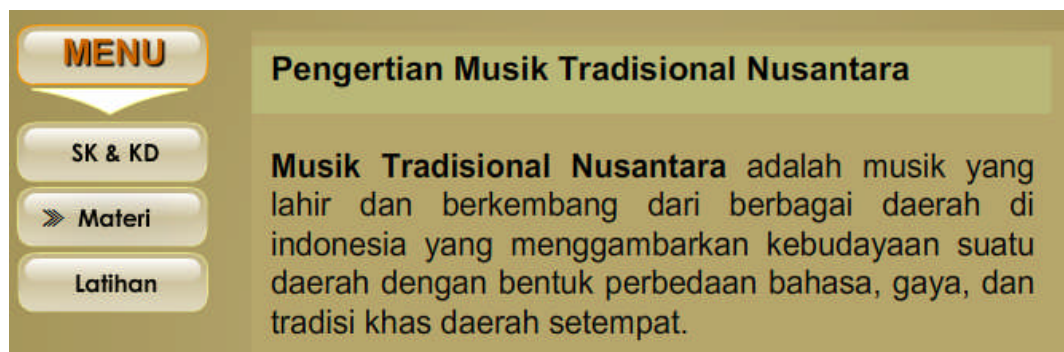 MENU
SK & KD
Materi
Latihan
Pengertian Musik Tradisional Nusantara
Musik Tradisional Nusantara adalah musik yang
lahir dan berkembang dari berbagai daerah di
indonesia yang menggambarkan kebudayaan suatu
daerah dengan bentuk perbedaan bahasa, gaya, dan
tradisi khas daerah setempat.